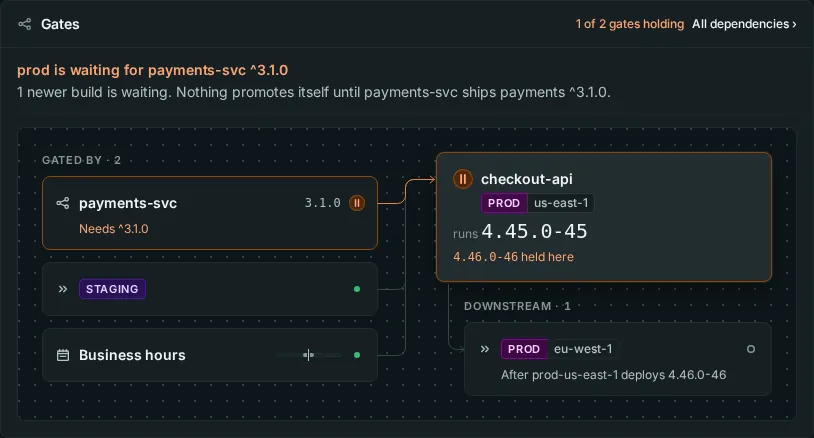 Gates
1 of 2 gates holding All dependencies ›
prod is waiting for payments-svc ^3.1.0
1 newer build is waiting. Nothing promotes itself until payments-svc ships payments ^3.1.0.
GATED BY · 2
payments-svc 3.1.0
Needs ^3.1.0
STAGING
Business hours
checkout-api
PROD us-east-1
runs 4.45.0-45
4.46.0-46 held here
DOWNSTREAM · 1
PROD eu-west-1
After prod-us-east-1 deploys 4.46.0-46